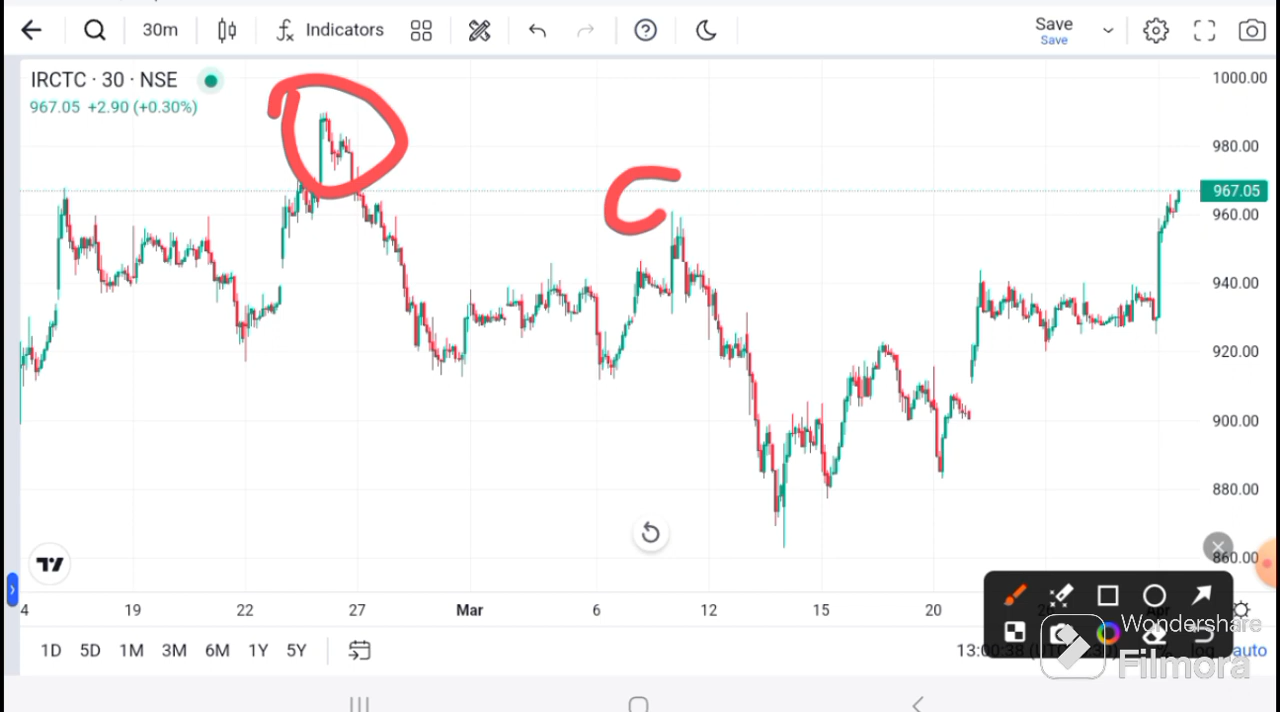 30m Indicators Save
Save
IRCTC · 30 · NSE
967.05 +2.90 (+0.30%)
1000.00
980.00
967.05
960.00
940.00
920.00
900.00
880.00
860.00
4 19 22 27 Mar 6 12 15 20 Apr
1D 5D 1M 3M 6M 1Y 5Y 13:00:38 log auto
Wondershare
Filmora